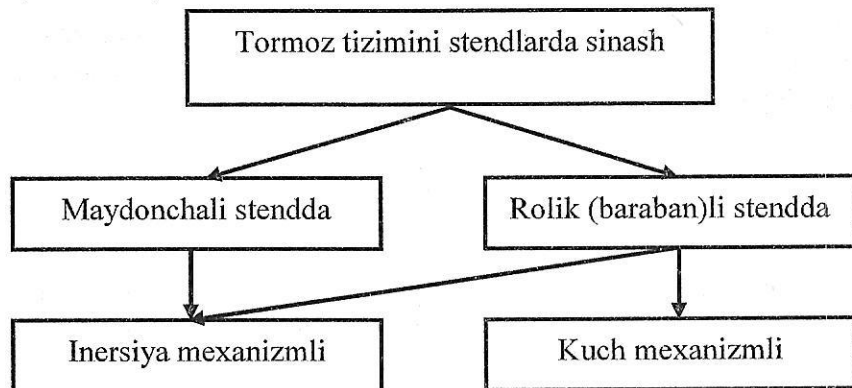 Tormoz tizimini stendlarda sinash
Maydonchali stendda
Rolik (baraban)li stendda
Inersiya mexanizmli
Kuch mexanizmli